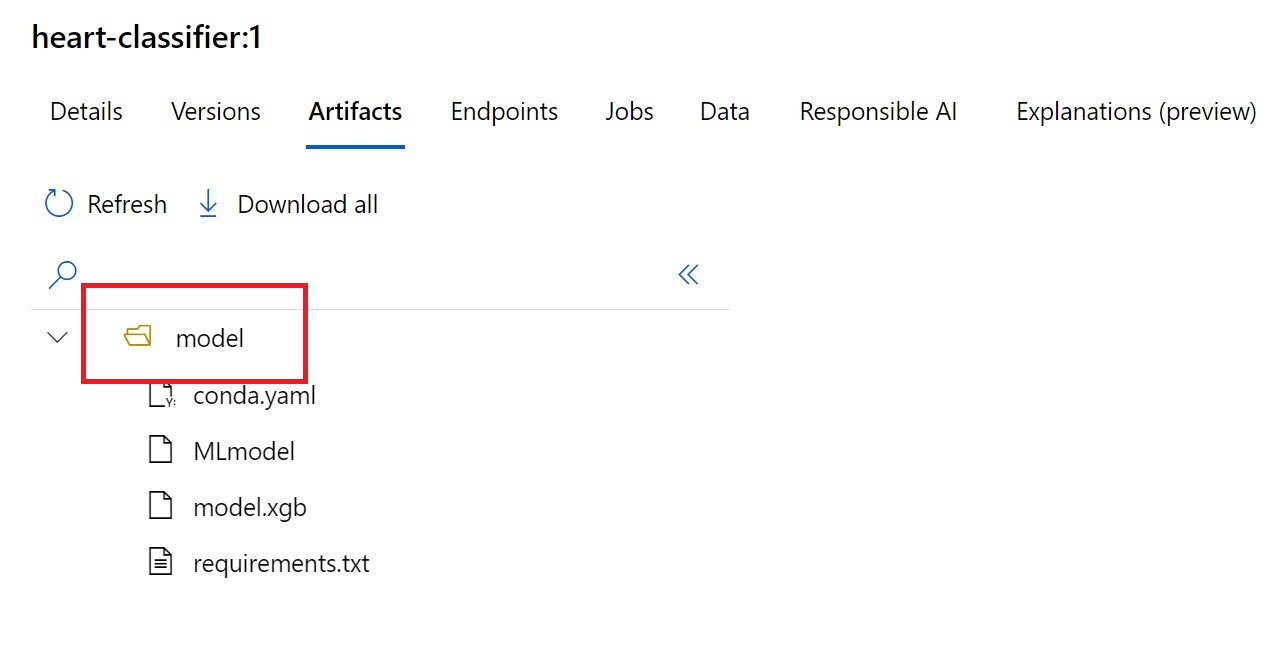 heart-classifier:1
Details Versions Artifacts Endpoints Jobs Data Responsible AI Explanations (preview)
Refresh Download all
model
conda.yaml
MLmodel
model.xgb
requirements.txt